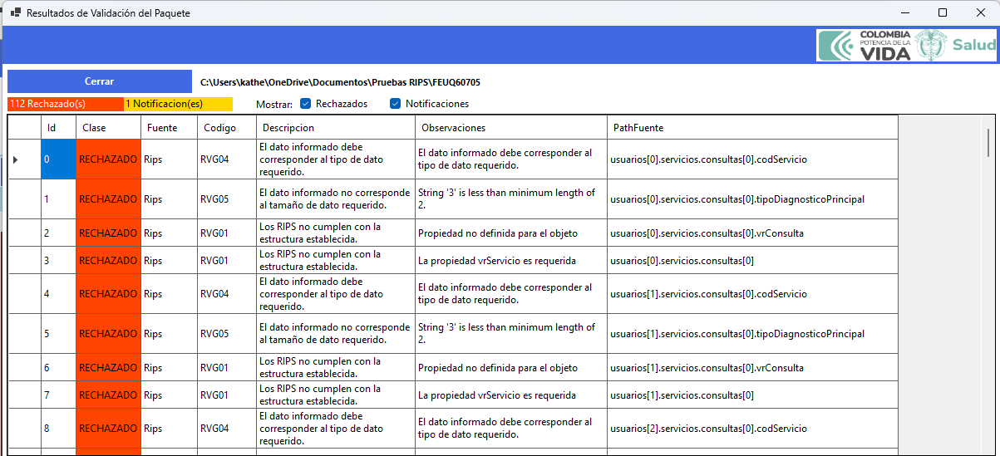 Resultados de Validación del Paquete
COLOMBIA
POTENCIA DE LA
VIDA
Salud
Cerrar
C:\Users\kathe\OneDrive\Documentos\Pruebas RIPS\FEUQ60705
112 Rechazado(s)
1 Notificacion(es)
Mostrar:
Rechazados
Notificaciones
Id Clase Fuente Codigo Descripcion Observaciones PathFuente
0 RECHAZADO Rips RVG04
El dato informado debe
corresponder al tipo de dato
requerido.
El dato informado debe corresponder al
tipo de dato requerido.
usuarios[0].servicios.consultas[0].codServicio
1 RECHAZADO Rips RVG05
El dato informado no corresponde
al tamaño de dato requerido.
String '3' is less than minimum length of
2.
usuarios[0].servicios.consultas[0].tipoDiagnosticoPrincipal
2 RECHAZADO Rips RVG01
Los RIPS no cumplen con la
estructura establecida.
Propiedad no definida para el objeto
usuarios[0].servicios.consultas[0].vrConsulta
3 RECHAZADO Rips RVG01
Los RIPS no cumplen con la
estructura establecida.
La propiedad vrServicio es requerida
usuarios[0].servicios.consultas[0]
4 RECHAZADO Rips RVG04
El dato informado debe
corresponder al tipo de dato
requerido.
El dato informado debe corresponder al
tipo de dato requerido.
usuarios[1].servicios.consultas[0].codServicio
5 RECHAZADO Rips RVG05
El dato informado no corresponde
al tamaño de dato requerido.
String '3' is less than minimum length of
2.
usuarios[1].servicios.consultas[0].tipoDiagnosticoPrincipal
6 RECHAZADO Rips RVG01
Los RIPS no cumplen con la
estructura establecida.
Propiedad no definida para el objeto
usuarios[1].servicios.consultas[0].vrConsulta
7 RECHAZADO Rips RVG01
Los RIPS no cumplen con la
estructura establecida.
La propiedad vrServicio es requerida
usuarios[1].servicios.consultas[0]
8 RECHAZADO Rips RVG04
El dato informado debe
corresponder al tipo de dato
requerido.
El dato informado debe corresponder al
tipo de dato requerido.
usuarios[2].servicios.consultas[0].codServicio